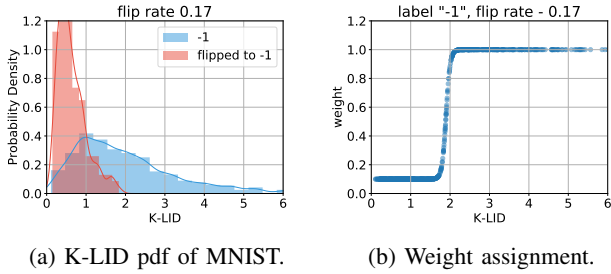 flip rate 0.17
Probability Density
1.2
1.0
0.8
0.6
0.4
0.2
0.0
-1
flipped to -1
0 1 2 3 4 5 6
K-LID
(a) K-LID pdf of MNIST.
label "-1", flip rate - 0.17
weight
1.2
1.0
0.8
0.6
0.4
0.2
0.0
0 1 2 3 4 5 6
K-LID
(b) Weight assignment.